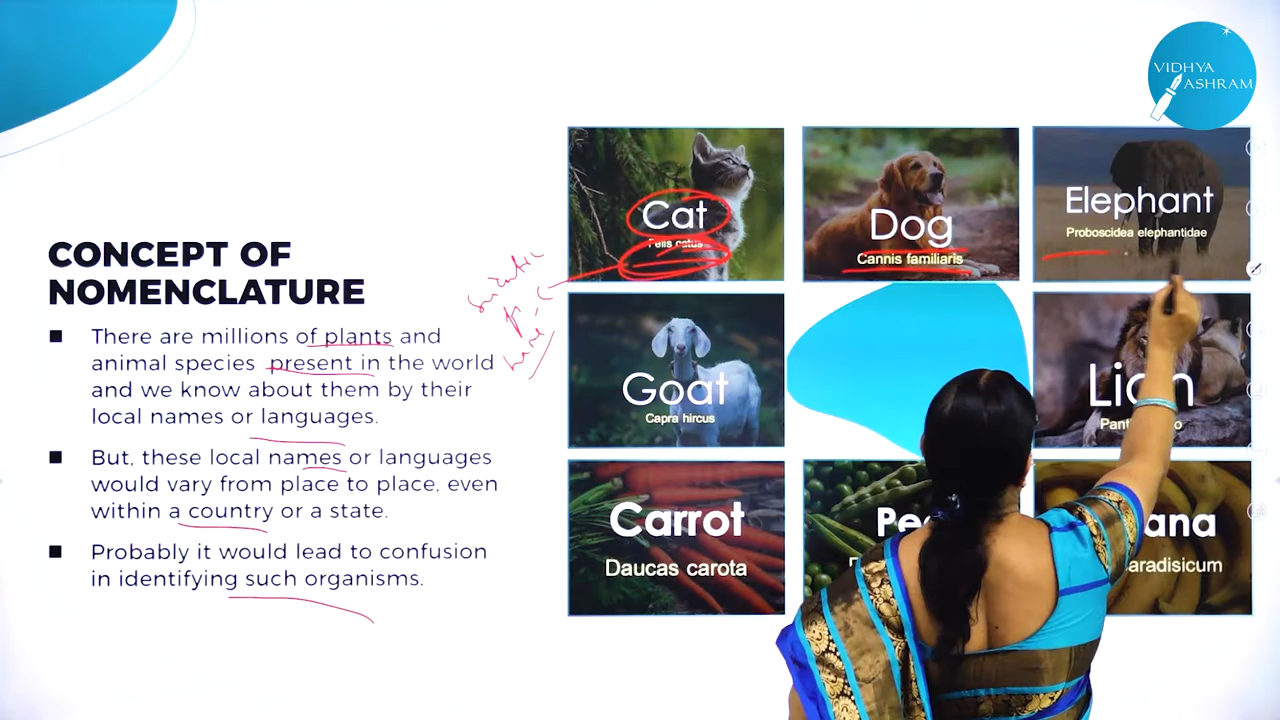 VIDHYA
ASHRAM
CONCEPT OF
NOMENCLATURE
There are millions of plants and
animal species present in the world
and we know about them by their
local names or languages.
But, these local names or languages
would vary from place to place, even
within a country or a state.
Probably it would lead to confusion
in identifying such organisms.
Cat
Felis catus
Dog
Cannis familiaris
Elephant
Proboscidea elephantidae
Goat
Capra hircus
Lion
Carrot
Daucas carota